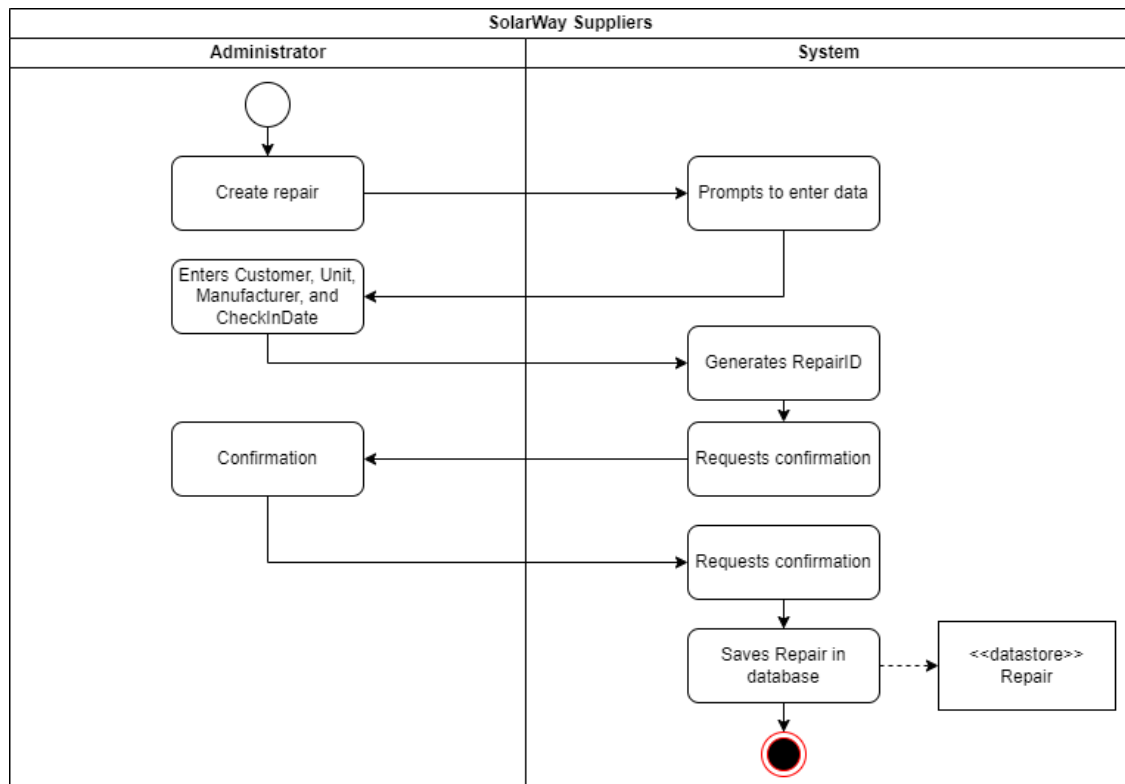 SolarWay Suppliers
Administrator
System
Create repair
Prompts to enter data
Enters Customer, Unit,
Manufacturer, and
CheckInDate
Generates RepairID
Confirmation
Requests confirmation
Requests confirmation
Saves Repair in
database
<<datastore>>
Repair